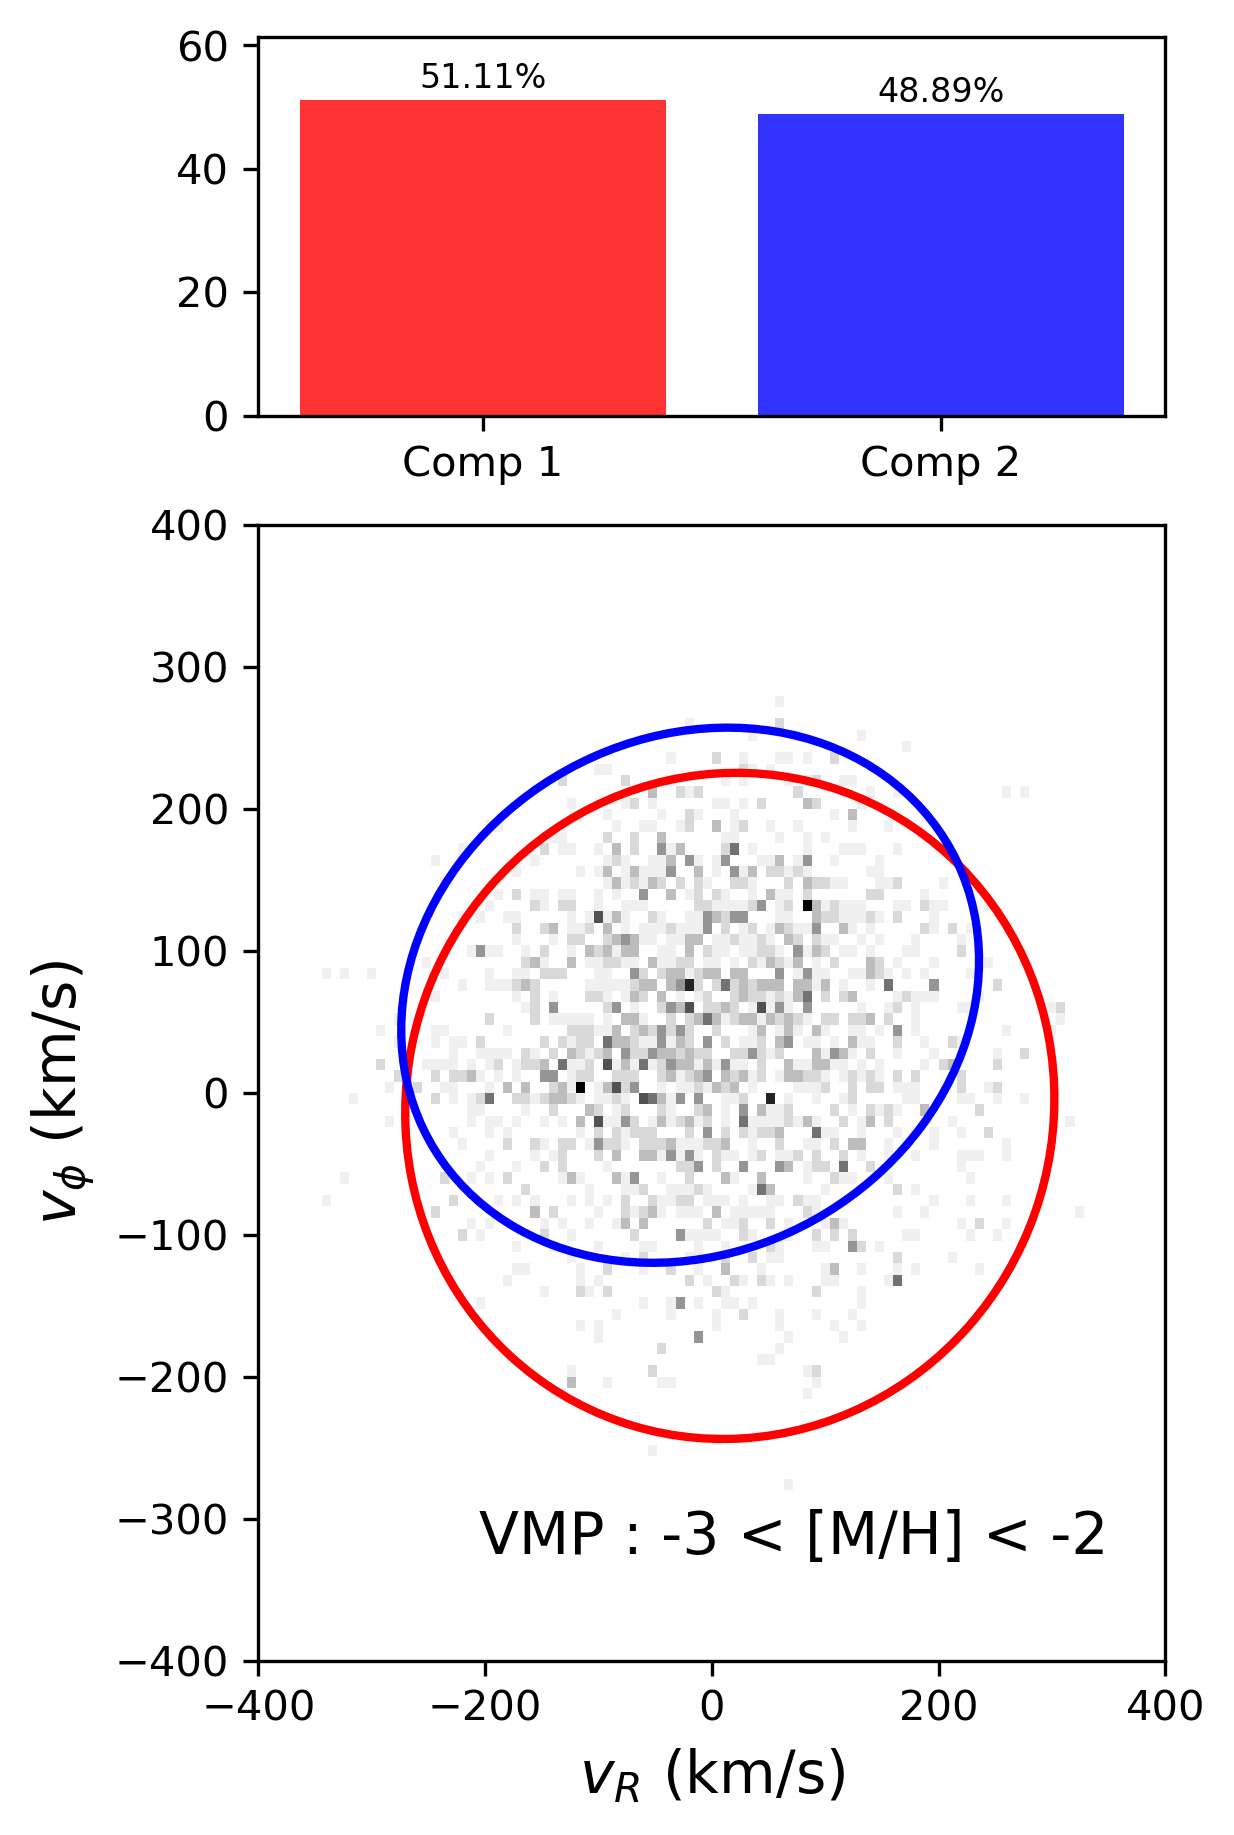 60
51.11%
48.89%
40
20
0
Comp 1
Comp 2
400
300
200
100
0
−100
−200
−300
−400
v_ϕ (km/s)
VMP : -3 < [M/H] < -2
−400 −200 0 200 400
v_R (km/s)